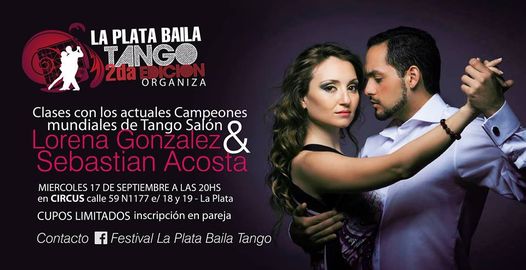 LA PLATA BAILA
TANGO
2da EDICION
ORGANIZA
Clases con los actuales Campeones
mundiales de Tango Salón
Lorena Gonzalez &
Sebastian Acosta
MIERCOLES 17 DE SEPTIEMBRE A LAS 20HS
en CIRCUS calle 59 N1177 e/ 18 y 19 - La Plata
CUPOS LIMITADOS inscripción en pareja
Contacto f Festival La Plata Baila Tango